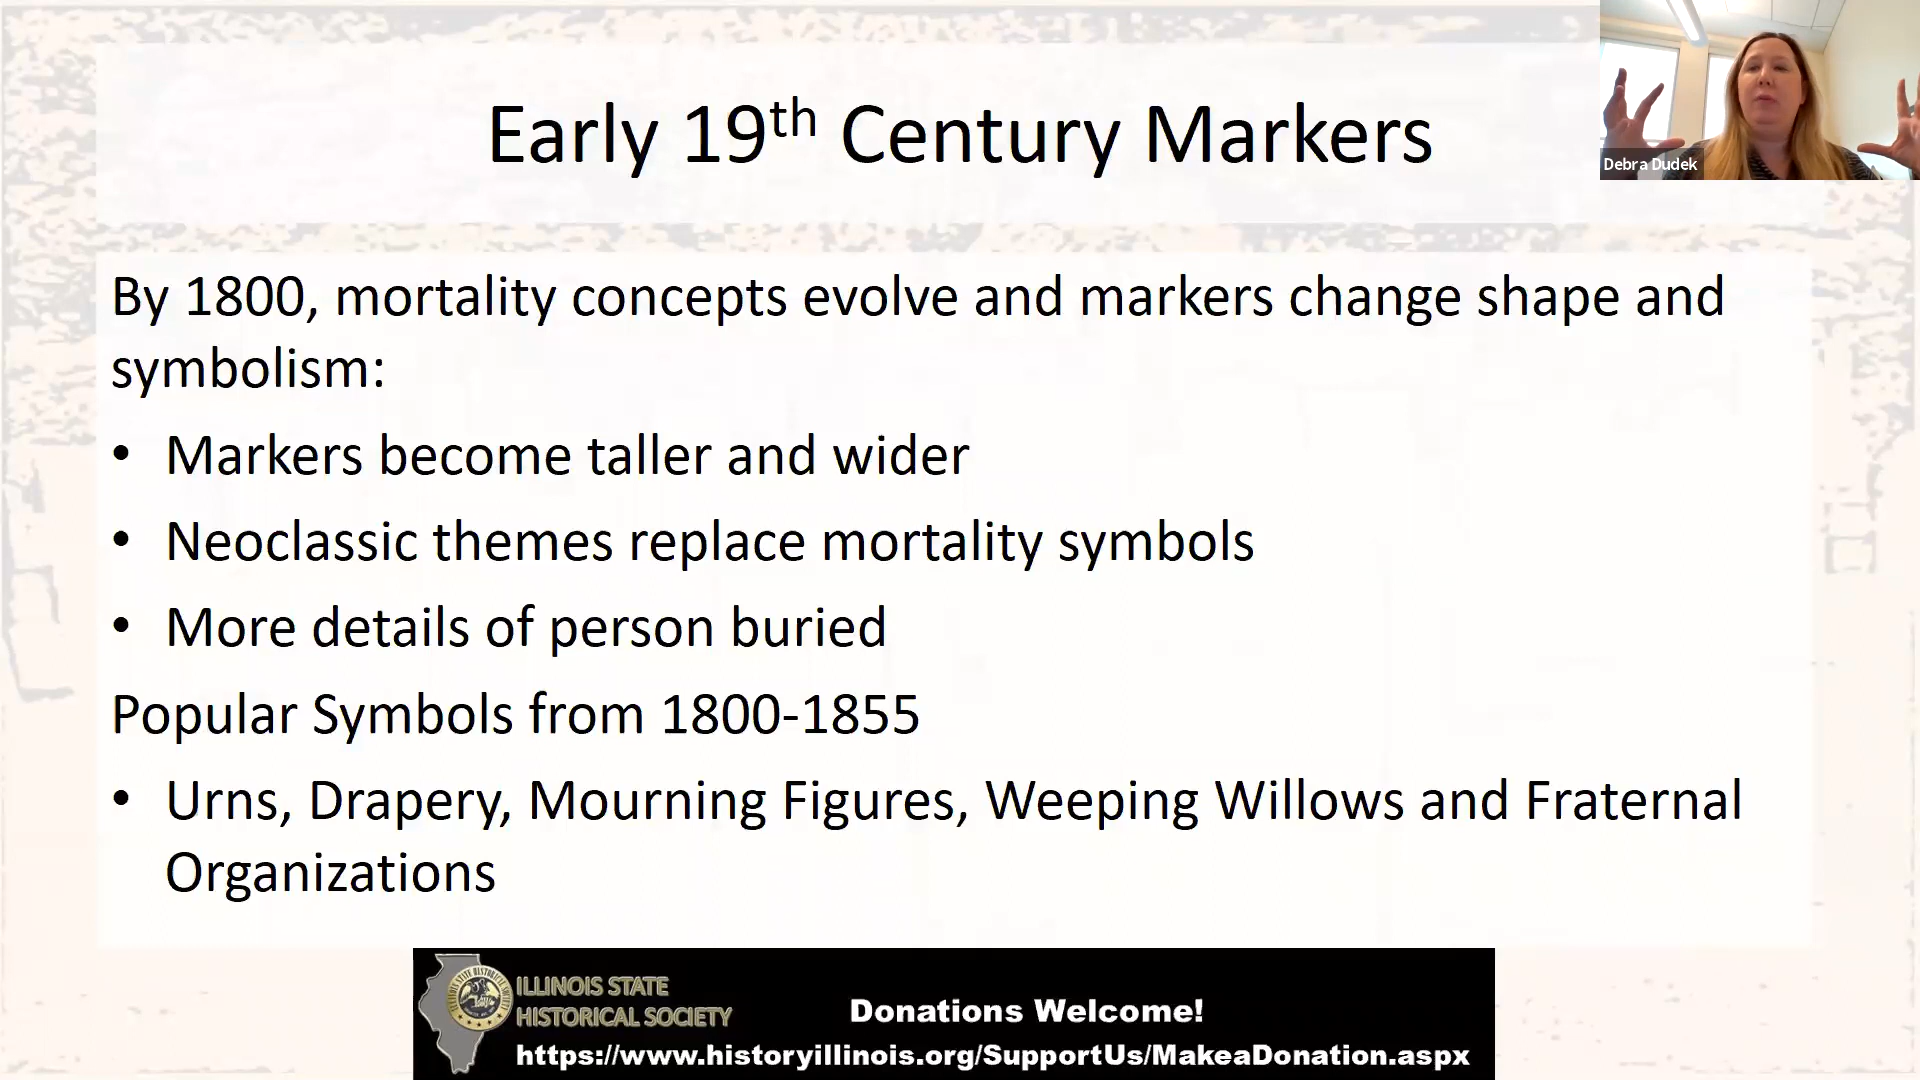 Early 19th Century Markers
Debra Dudek
By 1800, mortality concepts evolve and markers change shape and
symbolism:
• Markers become taller and wider
• Neoclassic themes replace mortality symbols
• More details of person buried
Popular Symbols from 1800-1855
• Urns, Drapery, Mourning Figures, Weeping Willows and Fraternal
Organizations
ILLINOIS STATE
HISTORICAL SOCIETY
Donations Welcome!
https://www.historyillinois.org/SupportUs/MakeaDonation.aspx